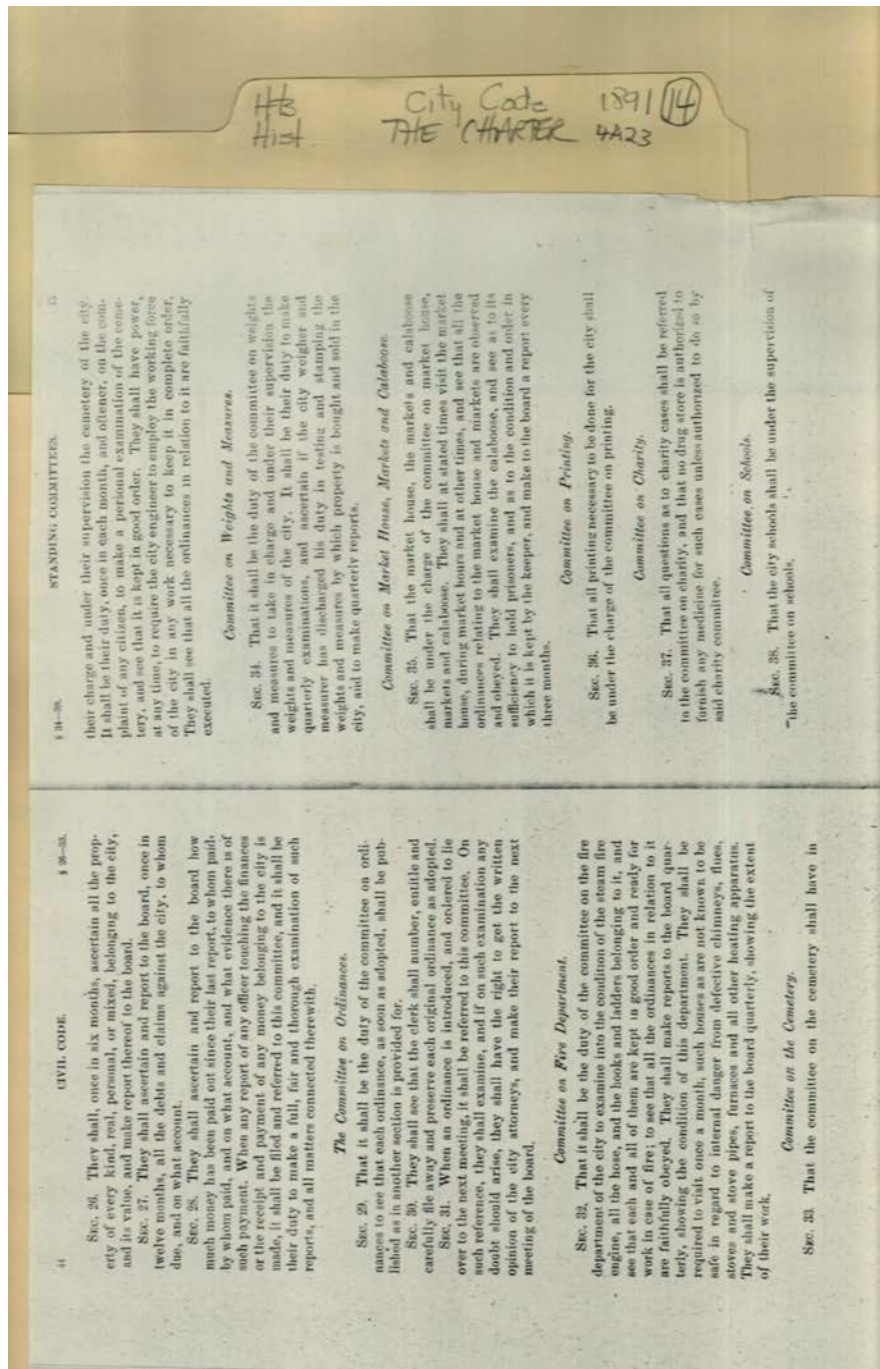 HB City Code 1891 14
Hist THE CHARTER 4A23
44 CIVIL CODE. § 26–33.
SEC. 26. They shall, once in six months, ascertain all the prop-
erty of every kind, real, personal, or mixed, belonging to the city,
and its value, and make report thereof to the board.
SEC. 27. They shall ascertain and report to the board, once in
twelve months, all the debts and claims against the city, to whom
due, and on what account.
SEC. 28. They shall ascertain and report to the board how
much money has been paid out since their last report, to whom paid,
by whom paid, and on what account, and what evidence there is of
such payment. When any report of any officer touching the finances
or the receipt and payment of any money belonging to the city is
made, it shall be filed and referred to this committee, and it shall be
their duty to make a full, fair and thorough examination of such
reports, and all matters connected therewith.
The Committee on Ordinances.
SEC. 29. That it shall be the duty of the committee on ordi-
nances to see that each ordinance, as soon as adopted, shall be pub-
lished as in another section is provided for.
SEC. 30. They shall see that the clerk shall number, entitle and
carefully file away and preserve each original ordinance as adopted.
SEC. 31. When an ordinance is introduced, and ordered to lie
over to the next meeting, it shall be referred to this committee. On
such reference, they shall examine, and if on such examination any
doubt should arise, they shall have the right to get the written
opinion of the city attorneys, and make their report to the next
meeting of the board.
Committee on Fire Department.
SEC. 32. That it shall be the duty of the committee on the fire
department of the city to examine into the condition of the steam fire
engine, all the hose, and the hooks and ladders belonging to it, and
see that each and all of them are kept in good order and ready for
work in case of fire; to see that all the ordinances in relation to it
are faithfully obeyed. They shall make reports to the board quar-
terly, showing the condition of this department. They shall be
required to visit once a month, such houses as are not known to be
safe in regard to internal danger from defective chimneys, flues,
stoves and stove pipes, furnaces and all other heating apparatus.
They shall make a report to the board quarterly, showing the extent
of their work.
Committee on the Cemetery.
SEC. 33. That the committee on the cemetery shall have in
§ 34–38. STANDING COMMITTEES.
their charge and under their supervision the cemetery of the city.
It shall be their duty, once in each month, and oftener, on the com-
plaint of any citizen, to make a personal examination of the ceme-
tery, and see that it is kept in good order. They shall have power,
at any time, to require the city engineer to employ the working force
of the city in any work necessary to keep it in complete order.
They shall see that all the ordinances in relation to it are faithfully
executed.
Committee on Weights and Measures.
SEC. 34. That it shall be the duty of the committee on weights
and measures to take in charge and under their supervision the
weights and measures of the city. It shall be their duty to make
quarterly examinations, and ascertain if the city weigher and
measurer has discharged his duty in testing and stamping the
weights and measures by which property is bought and sold in the
city, aid to make quarterly reports.
Committee on Market House, Markets and Calaboose.
SEC. 35. That the market house, the markets and calaboose
shall be under the charge of the committee on market house,
markets and calaboose. They shall at stated times visit the market
house, during market hours and at other times, and see that all the
ordinances relating to the market house and markets are observed
and obeyed. They shall examine the calaboose, and see as to its
sufficiency to hold prisoners, and as to the condition and order in
which it is kept by the keeper, and make to the board a report every
three months.
Committee on Printing.
SEC. 36. That all printing necessary to be done for the city shall
be under the charge of the committee on printing.
Committee on Charity.
SEC. 37. That all questions as to charity cases shall be referred
to the committee on charity, and that no drug store is authorized to
furnish any medicine for such cases unless authorized to do so by
said charity committee.
Committee on Schools.
SEC. 38. That the city schools shall be under the supervision of
the committee on schools.